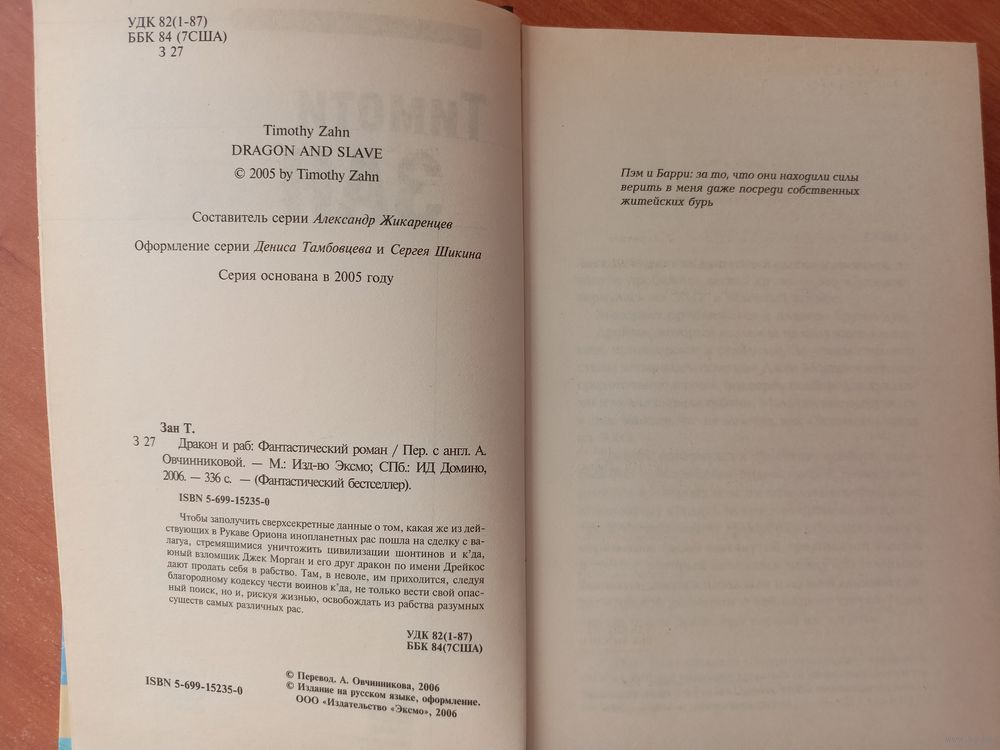 УДК 82(1-87)
ББК 84 (7США)
З 27
Timothy Zahn
DRAGON AND SLAVE
© 2005 by Timothy Zahn
Составитель серии Александр Жикаренцев
Оформление серии Дениса Тамбовцева и Сергея Шикина
Серия основана в 2005 году
Зан Т.
З 27 Дракон и раб: Фантастический роман / Пер. с англ. А.
Овчинниковой. — М.: Изд-во Эксмо; СПб.: ИД Домино,
2006. — 336 с. — (Фантастический бестселлер).
ISBN 5-699-15235-0
Чтобы заполучить сверхсекретные данные о том, какая же из дей-
ствующих в Рукаве Ориона инопланетных рас пошла на сделку с ва-
лагуа, стремящимися уничтожить цивилизации шонтинов и к'да,
юный взломщик Джек Морган и его друг дракон по имени Дрейкос
дают продать себя в рабство. Там, в неволе, им приходится, следуя
благородному кодексу чести воинов к'да, не только вести свой опас-
ный поиск, но и, рискуя жизнью, освобождать из рабства разумных
существ самых различных рас.
УДК 82(1-87)
ББК 84(7США)
ISBN 5-699-15235-0
© Перевод. А. Овчинникова, 2006
© Издание на русском языке, оформление.
ООО «Издательство «Эксмо», 2006
Пэм и Барри: за то, что они находили силы
верить в меня даже посреди собственных
житейских бурь